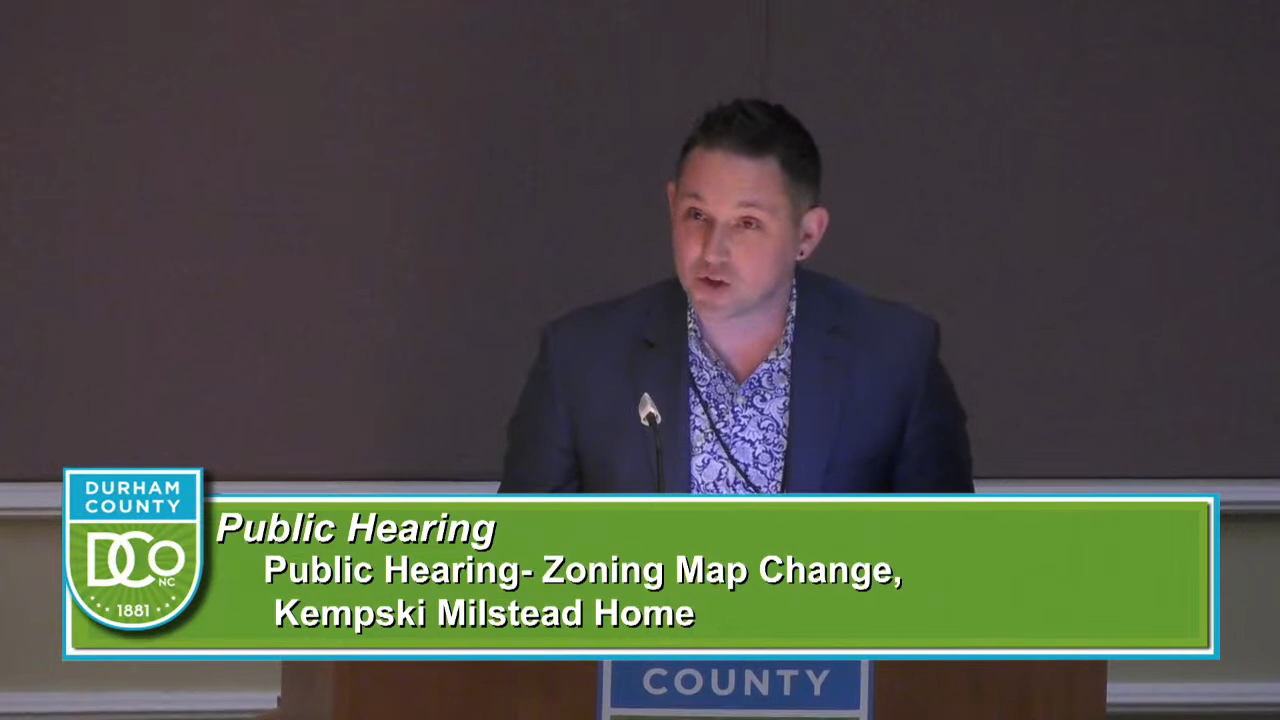 DURHAM
COUNTY
DCO
NC
1881
Public Hearing
Public Hearing- Zoning Map Change,
Kempski Milstead Home
COUNTY